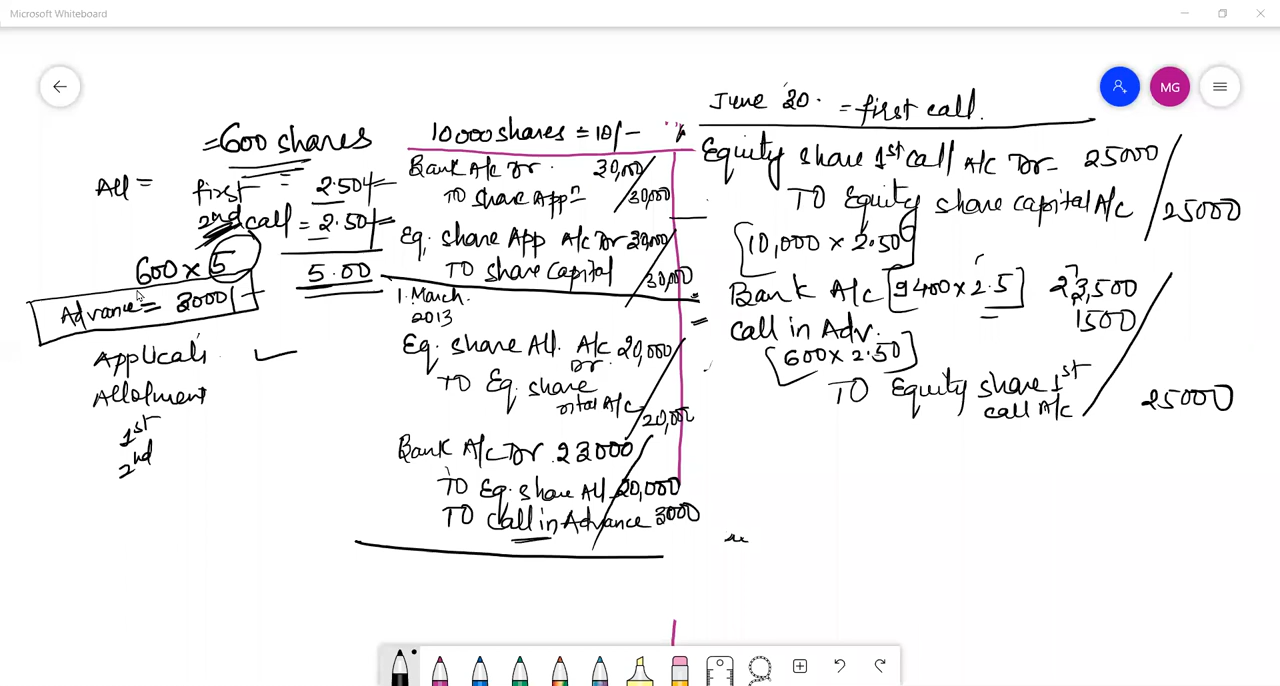 Microsoft Whiteboard
MG
= 600 shares
All =
first = 2.50/-
2nd call = 2.50/-
5.00
600 x 5
Advance = 3000/-
Applicati
Allotment
1st
2nd
10000 shares = 10/-
Bank A/c Dr. 30,000
To share Appn 30,000
Eq. share App A/c Dr 30,000
To share Capital 30,000
1. March.
2013
Eq. share All. A/c 20,000
Dr.
To Eq. share
ital A/c
20,000
Bank A/c Dr. 23000
To Eq. share All 20,000
To Call in Advance 3000
June 20. = first call.
Equity share 1st call A/c Dr 25000
To Equity share capital A/c 25000
[10,000 x 2.50]
Bank A/c [9400 x 2.5] 23,500
call in Adv. 1500
[600 x 2.50]
To Equity share 1st
call A/c 25000